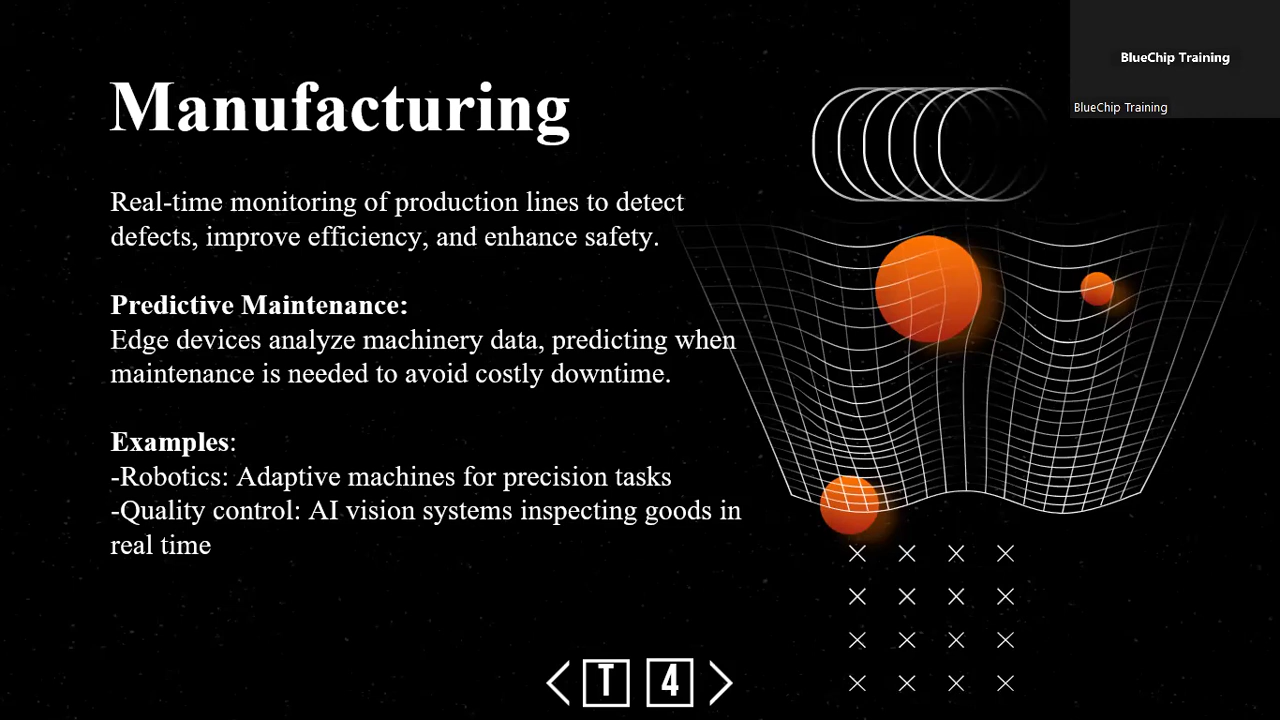 BlueChip Training
BlueChip Training
Manufacturing
Real-time monitoring of production lines to detect
defects, improve efficiency, and enhance safety.
Predictive Maintenance:
Edge devices analyze machinery data, predicting when
maintenance is needed to avoid costly downtime.
Examples:
-Robotics: Adaptive machines for precision tasks
-Quality control: AI vision systems inspecting goods in
real time
T 4